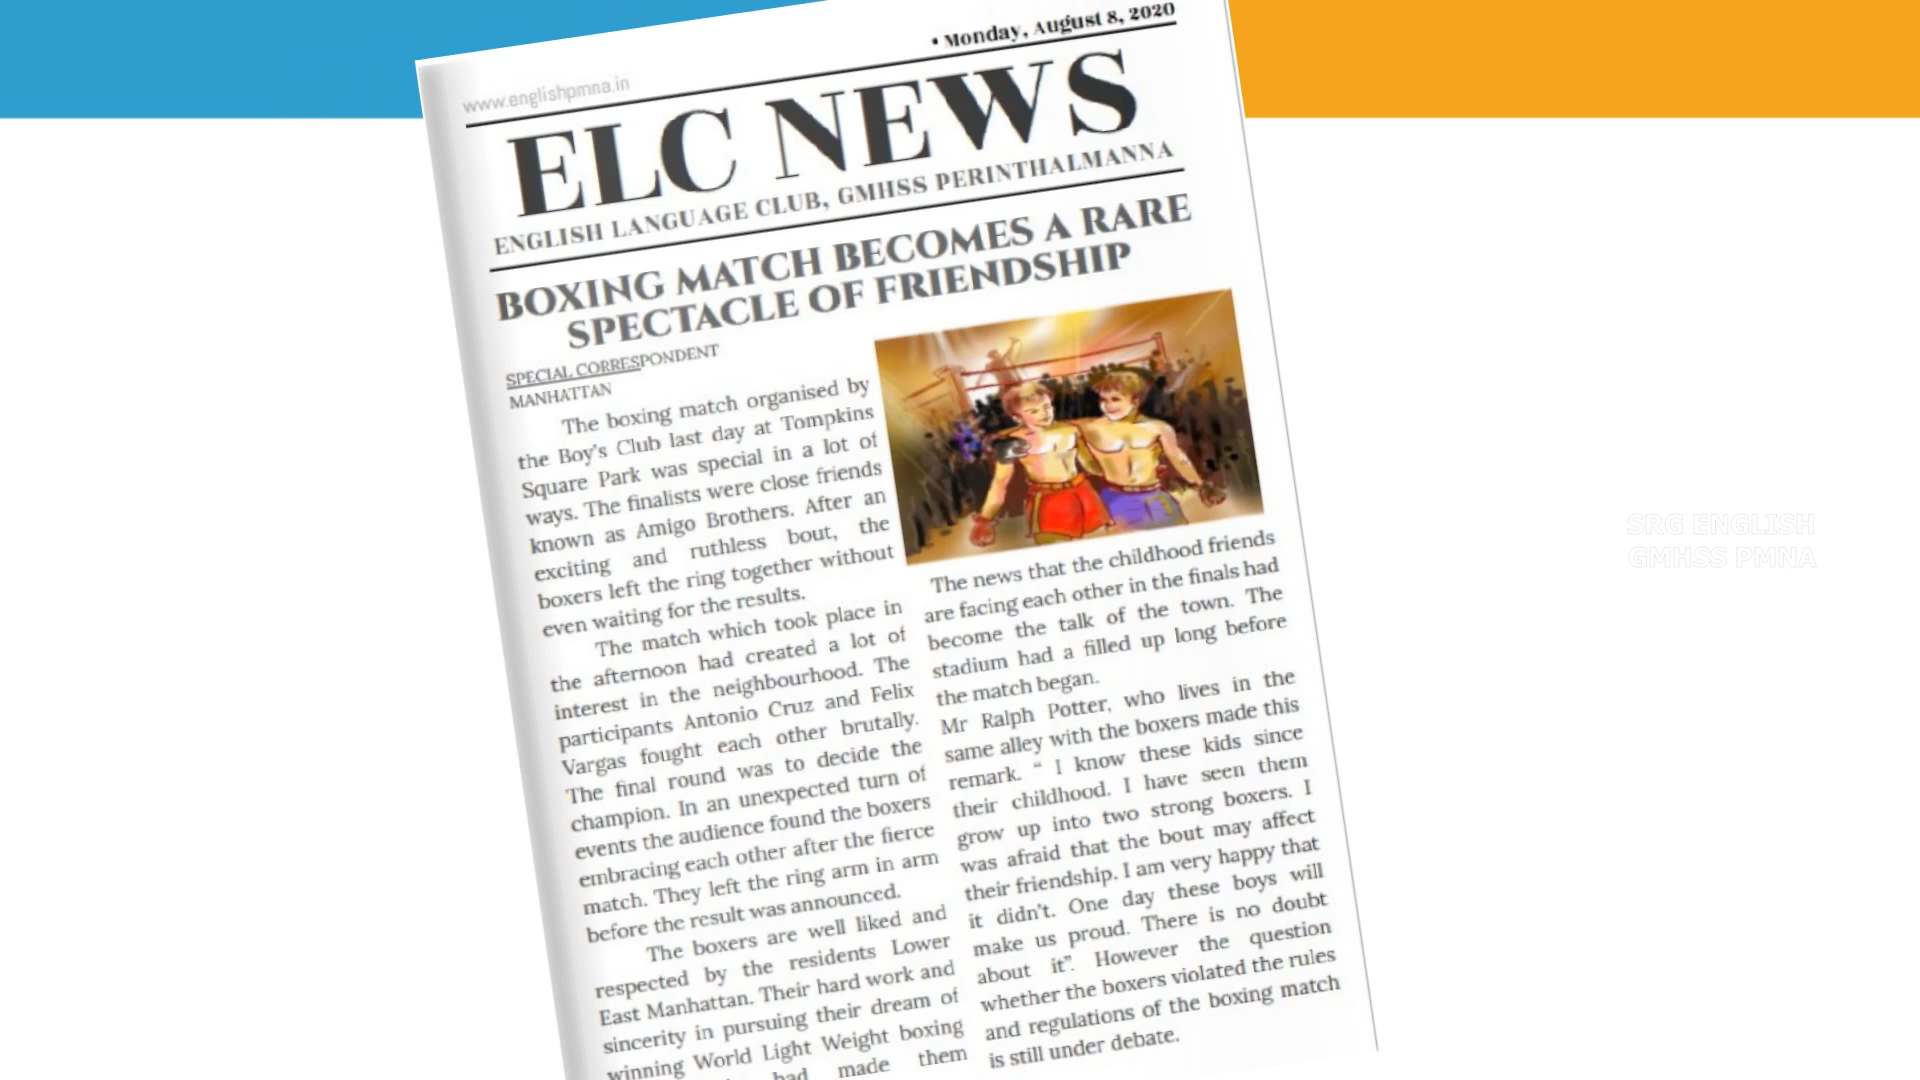 • Monday, August 8, 2020
www.englishpmna.in
ELC NEWS
ENGLISH LANGUAGE CLUB, GMHSS PERINTHALMANNA
BOXING MATCH BECOMES A RARE
SPECTACLE OF FRIENDSHIP
SPECIAL CORRESPONDENT
MANHATTAN
The boxing match organised by
the Boy's Club last day at Tompkins
Square Park was special in a lot of
ways. The finalists were close friends
known as Amigo Brothers. After an
exciting and ruthless bout, the
boxers left the ring together without
even waiting for the results.
The match which took place in
the afternoon had created a lot of
interest in the neighbourhood. The
participants Antonio Cruz and Felix
Vargas fought each other brutally.
The final round was to decide the
champion. In an unexpected turn of
events the audience found the boxers
embracing each other after the fierce
match. They left the ring arm in arm
before the result was announced.
The boxers are well liked and
respected by the residents Lower
East Manhattan. Their hard work and
sincerity in pursuing their dream of
winning World Light Weight boxing
had made them
The news that the childhood friends
are facing each other in the finals had
become the talk of the town. The
stadium had a filled up long before
the match began.
Mr Ralph Potter, who lives in the
same alley with the boxers made this
remark. “ I know these kids since
their childhood. I have seen them
grow up into two strong boxers. I
was afraid that the bout may affect
their friendship. I am very happy that
it didn't. One day these boys will
make us proud. There is no doubt
about it”. However the question
whether the boxers violated the rules
and regulations of the boxing match
is still under debate.
SRG ENGLISH
GMHSS PMNA